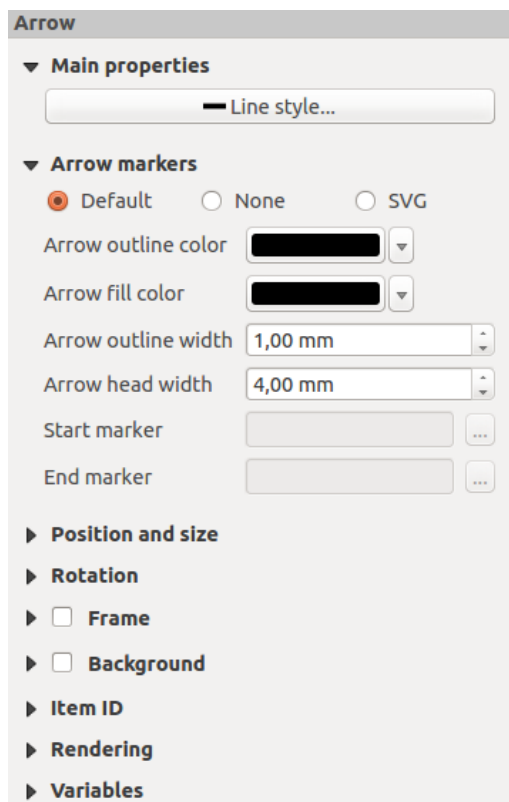 Arrow
Main properties
Line style...
Arrow markers
Default None SVG
Arrow outline color
Arrow fill color
Arrow outline width 1,00 mm
Arrow head width 4,00 mm
Start marker ...
End marker ...
Position and size
Rotation
Frame
Background
Item ID
Rendering
Variables